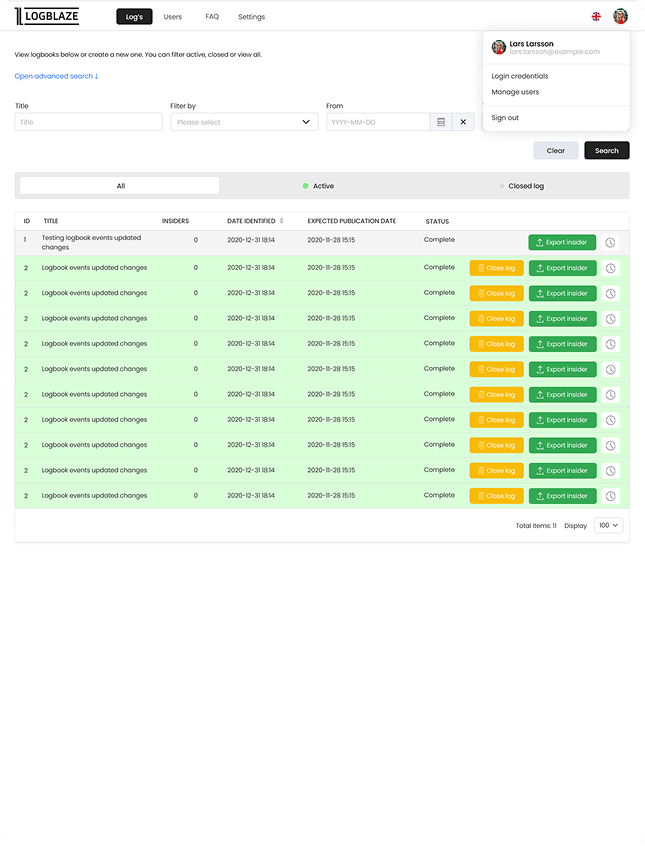 LOGBLAZE
Log's Users FAQ Settings
Lars Larsson
lars.larsson@example.com
Login credentials
Manage users
Sign out
View logbooks below or create a new one. You can filter active, closed or view all.
Open advanced search ↓
Title Filter by From
Title Please select YYYY-MM-DD
Clear Search
All Active Closed log
ID TITLE INSIDERS DATE IDENTIFIED EXPECTED PUBLICATION DATE STATUS
1 Testing logbook events updated changes 0 2020-12-31 18:14 2020-11-28 15:15 Complete Export insider
2 Logbook events updated changes 0 2020-12-31 18:14 2020-11-28 15:15 Complete Close log Export insider
2 Logbook events updated changes 0 2020-12-31 18:14 2020-11-28 15:15 Complete Close log Export insider
2 Logbook events updated changes 0 2020-12-31 18:14 2020-11-28 15:15 Complete Close log Export insider
2 Logbook events updated changes 0 2020-12-31 18:14 2020-11-28 15:15 Complete Close log Export insider
2 Logbook events updated changes 0 2020-12-31 18:14 2020-11-28 15:15 Complete Close log Export insider
2 Logbook events updated changes 0 2020-12-31 18:14 2020-11-28 15:15 Complete Close log Export insider
2 Logbook events updated changes 0 2020-12-31 18:14 2020-11-28 15:15 Complete Close log Export insider
2 Logbook events updated changes 0 2020-12-31 18:14 2020-11-28 15:15 Complete Close log Export insider
2 Logbook events updated changes 0 2020-12-31 18:14 2020-11-28 15:15 Complete Close log Export insider
2 Logbook events updated changes 0 2020-12-31 18:14 2020-11-28 15:15 Complete Close log Export insider
Total Items: 11 Display 100